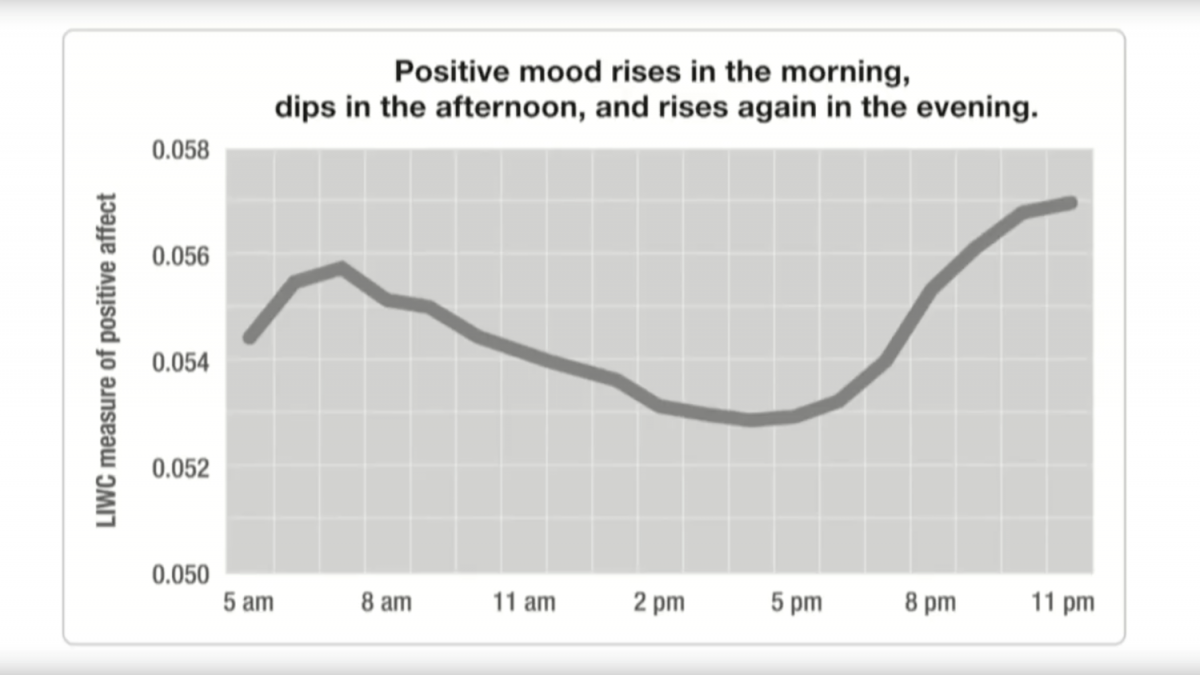 Positive mood rises in the morning,
dips in the afternoon, and rises again in the evening.
0.058
0.056
0.054
0.052
0.050
LIWC measure of positive affect
5 am 8 am 11 am 2 pm 5 pm 8 pm 11 pm